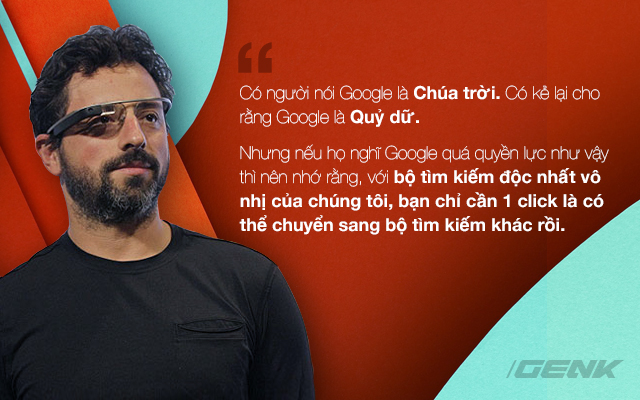 Có người nói Google là Chúa trời. Có kẻ lại cho
rằng Google là Quỷ dữ.
Nhưng nếu họ nghĩ Google quá quyền lực như vậy
thì nên nhớ rằng, với bộ tìm kiếm độc nhất vô
nhị của chúng tôi, bạn chỉ cần 1 click là có
thể chuyển sang bộ tìm kiếm khác rồi.
/GENK